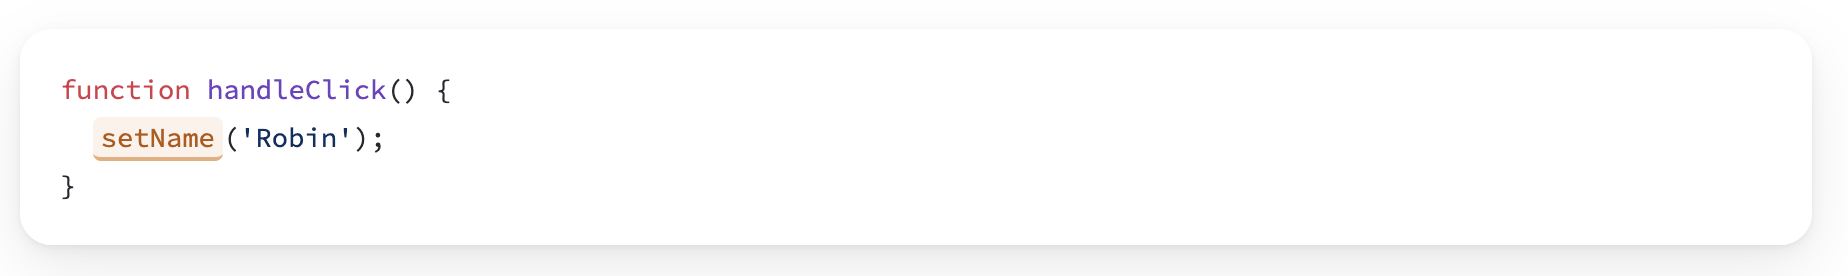 function handleClick() {
  setName('Robin');
}